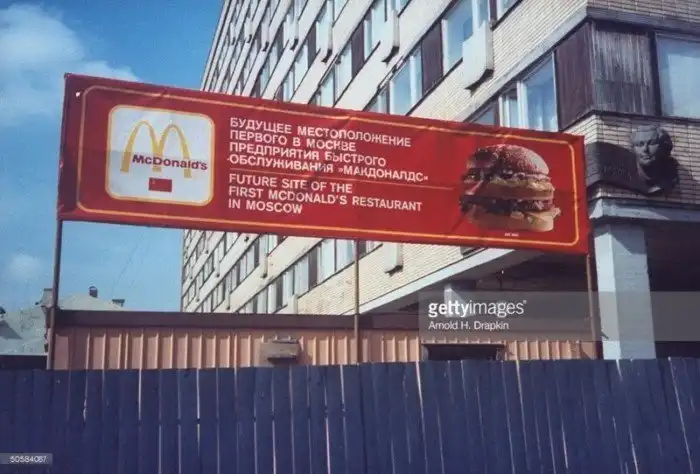 McDonald's
БУДУЩЕЕ МЕСТОПОЛОЖЕНИЕ
ПЕРВОГО В МОСКВЕ
ПРЕДПРИЯТИЯ БЫСТРОГО
ОБСЛУЖИВАНИЯ »МАКДОНАЛДС«
FUTURE SITE OF THE
FIRST MCDONALD'S RESTAURANT
IN MOSCOW
gettyimages
Arnold H. Drapkin
50584087